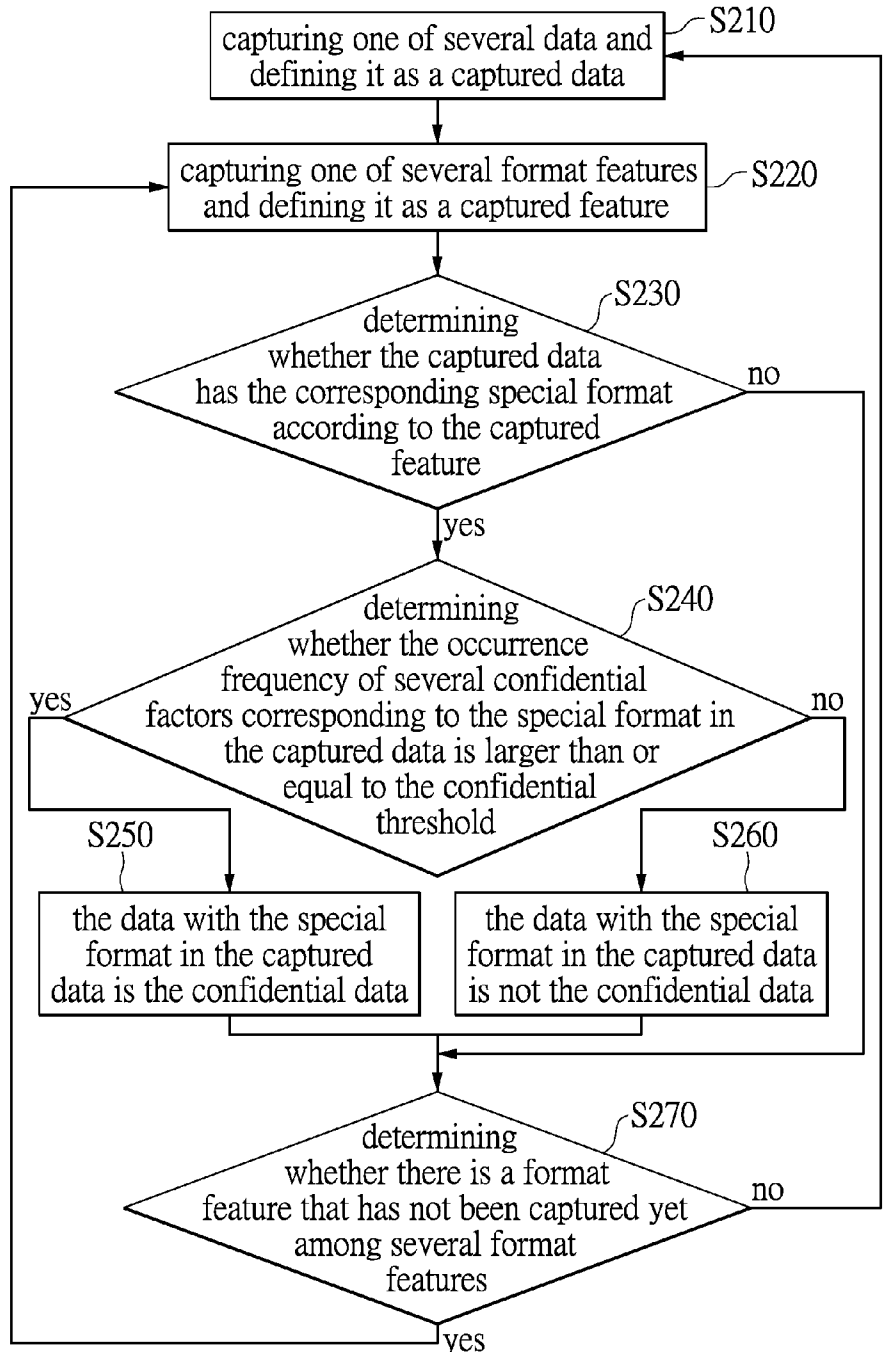 S210
capturing one of several data and
defining it as a captured data
capturing one of several format features
and defining it as a captured feature
S220
S230
determining
whether the captured data
has the corresponding special format
according to the captured
feature
no
yes
S240
determining
whether the occurrence
frequency of several confidential
factors corresponding to the special format in
the captured data is larger than or
equal to the confidential
threshold
yes
no
S250
the data with the special
format in the captured
data is the confidential data
S260
the data with the special
format in the captured data
is not the confidential data
S270
determining
whether there is a format
feature that has not been captured yet
among several format
features
no
yes